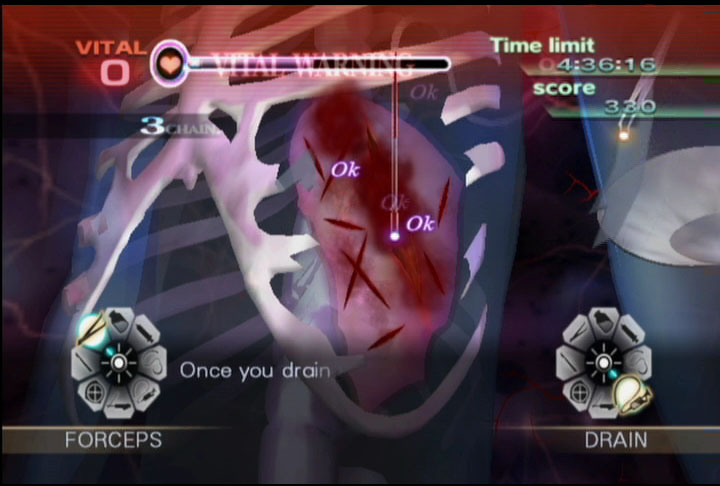 VITAL
0
VITAL WARNING
Time limit
04:36:16
score
330
Ok
3 CHAIN
Ok
Ok
Ok
Once you drain
FORCEPS
DRAIN